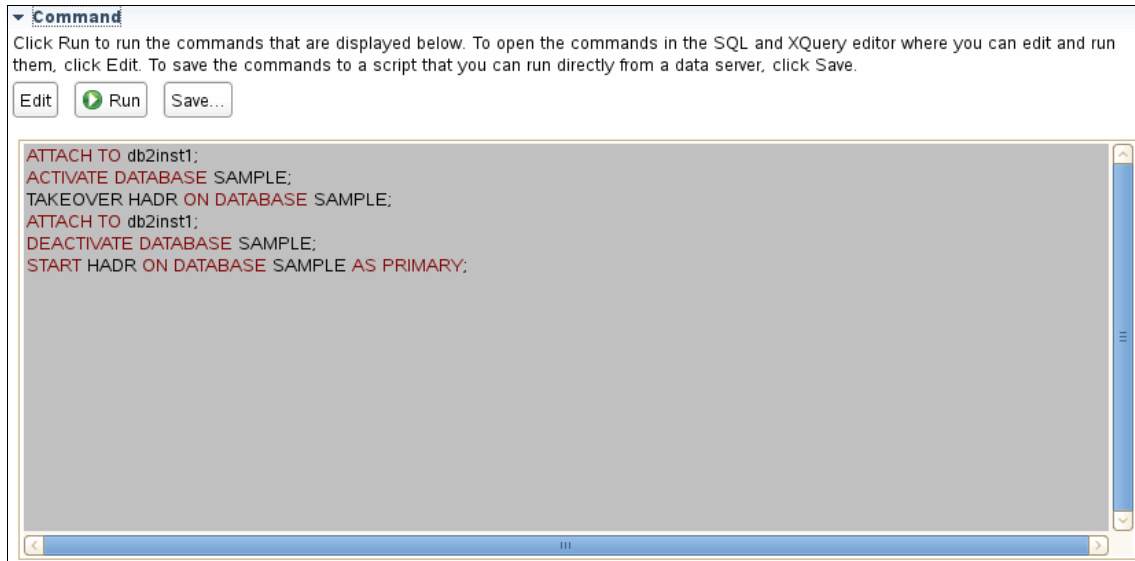 Command
Click Run to run the commands that are displayed below. To open the commands in the SQL and XQuery editor where you can edit and run
them, click Edit. To save the commands to a script that you can run directly from a data server, click Save.
Edit Run Save...
ATTACH TO db2inst1;
ACTIVATE DATABASE SAMPLE;
TAKEOVER HADR ON DATABASE SAMPLE;
ATTACH TO db2inst1;
DEACTIVATE DATABASE SAMPLE;
START HADR ON DATABASE SAMPLE AS PRIMARY;